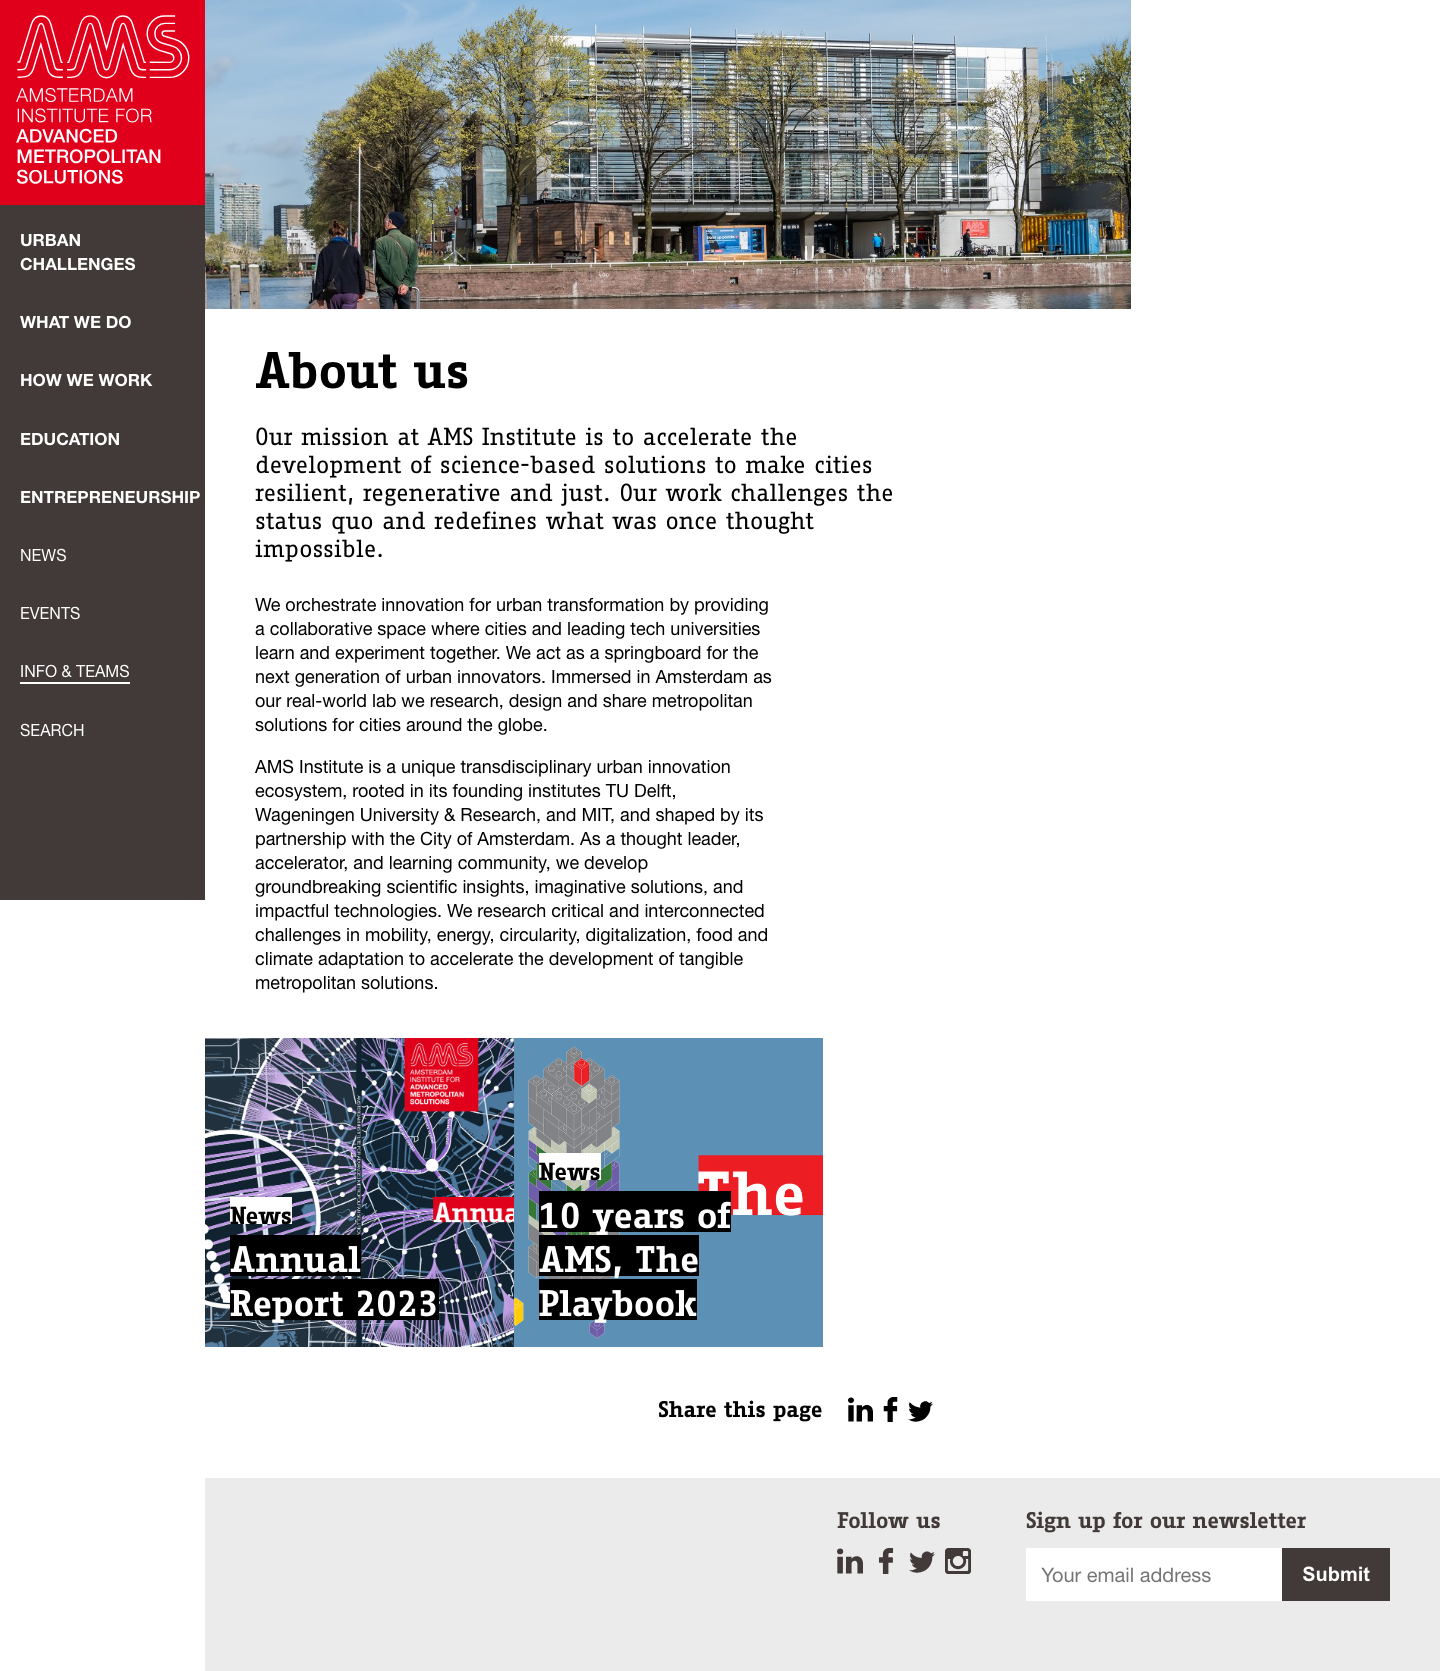 AMS
AMSTERDAM
INSTITUTE FOR
ADVANCED
METROPOLITAN
SOLUTIONS
URBAN
CHALLENGES
WHAT WE DO
HOW WE WORK
EDUCATION
ENTREPRENEURSHIP
NEWS
EVENTS
INFO & TEAMS
SEARCH
About us
Our mission at AMS Institute is to accelerate the
development of science-based solutions to make cities
resilient, regenerative and just. Our work challenges the
status quo and redefines what was once thought
impossible.
We orchestrate innovation for urban transformation by providing
a collaborative space where cities and leading tech universities
learn and experiment together. We act as a springboard for the
next generation of urban innovators. Immersed in Amsterdam as
our real-world lab we research, design and share metropolitan
solutions for cities around the globe.
AMS Institute is a unique transdisciplinary urban innovation
ecosystem, rooted in its founding institutes TU Delft,
Wageningen University & Research, and MIT, and shaped by its
partnership with the City of Amsterdam. As a thought leader,
accelerator, and learning community, we develop
groundbreaking scientific insights, imaginative solutions, and
impactful technologies. We research critical and interconnected
challenges in mobility, energy, circularity, digitalization, food and
climate adaptation to accelerate the development of tangible
metropolitan solutions.
AMS
AMSTERDAM
INSTITUTE FOR
ADVANCED
METROPOLITAN
SOLUTIONS
Annua
News
Annual
Report 2023
The
News
10 years of
AMS, The
Playbook
Share this page
Follow us
Sign up for our newsletter
Your email address
Submit